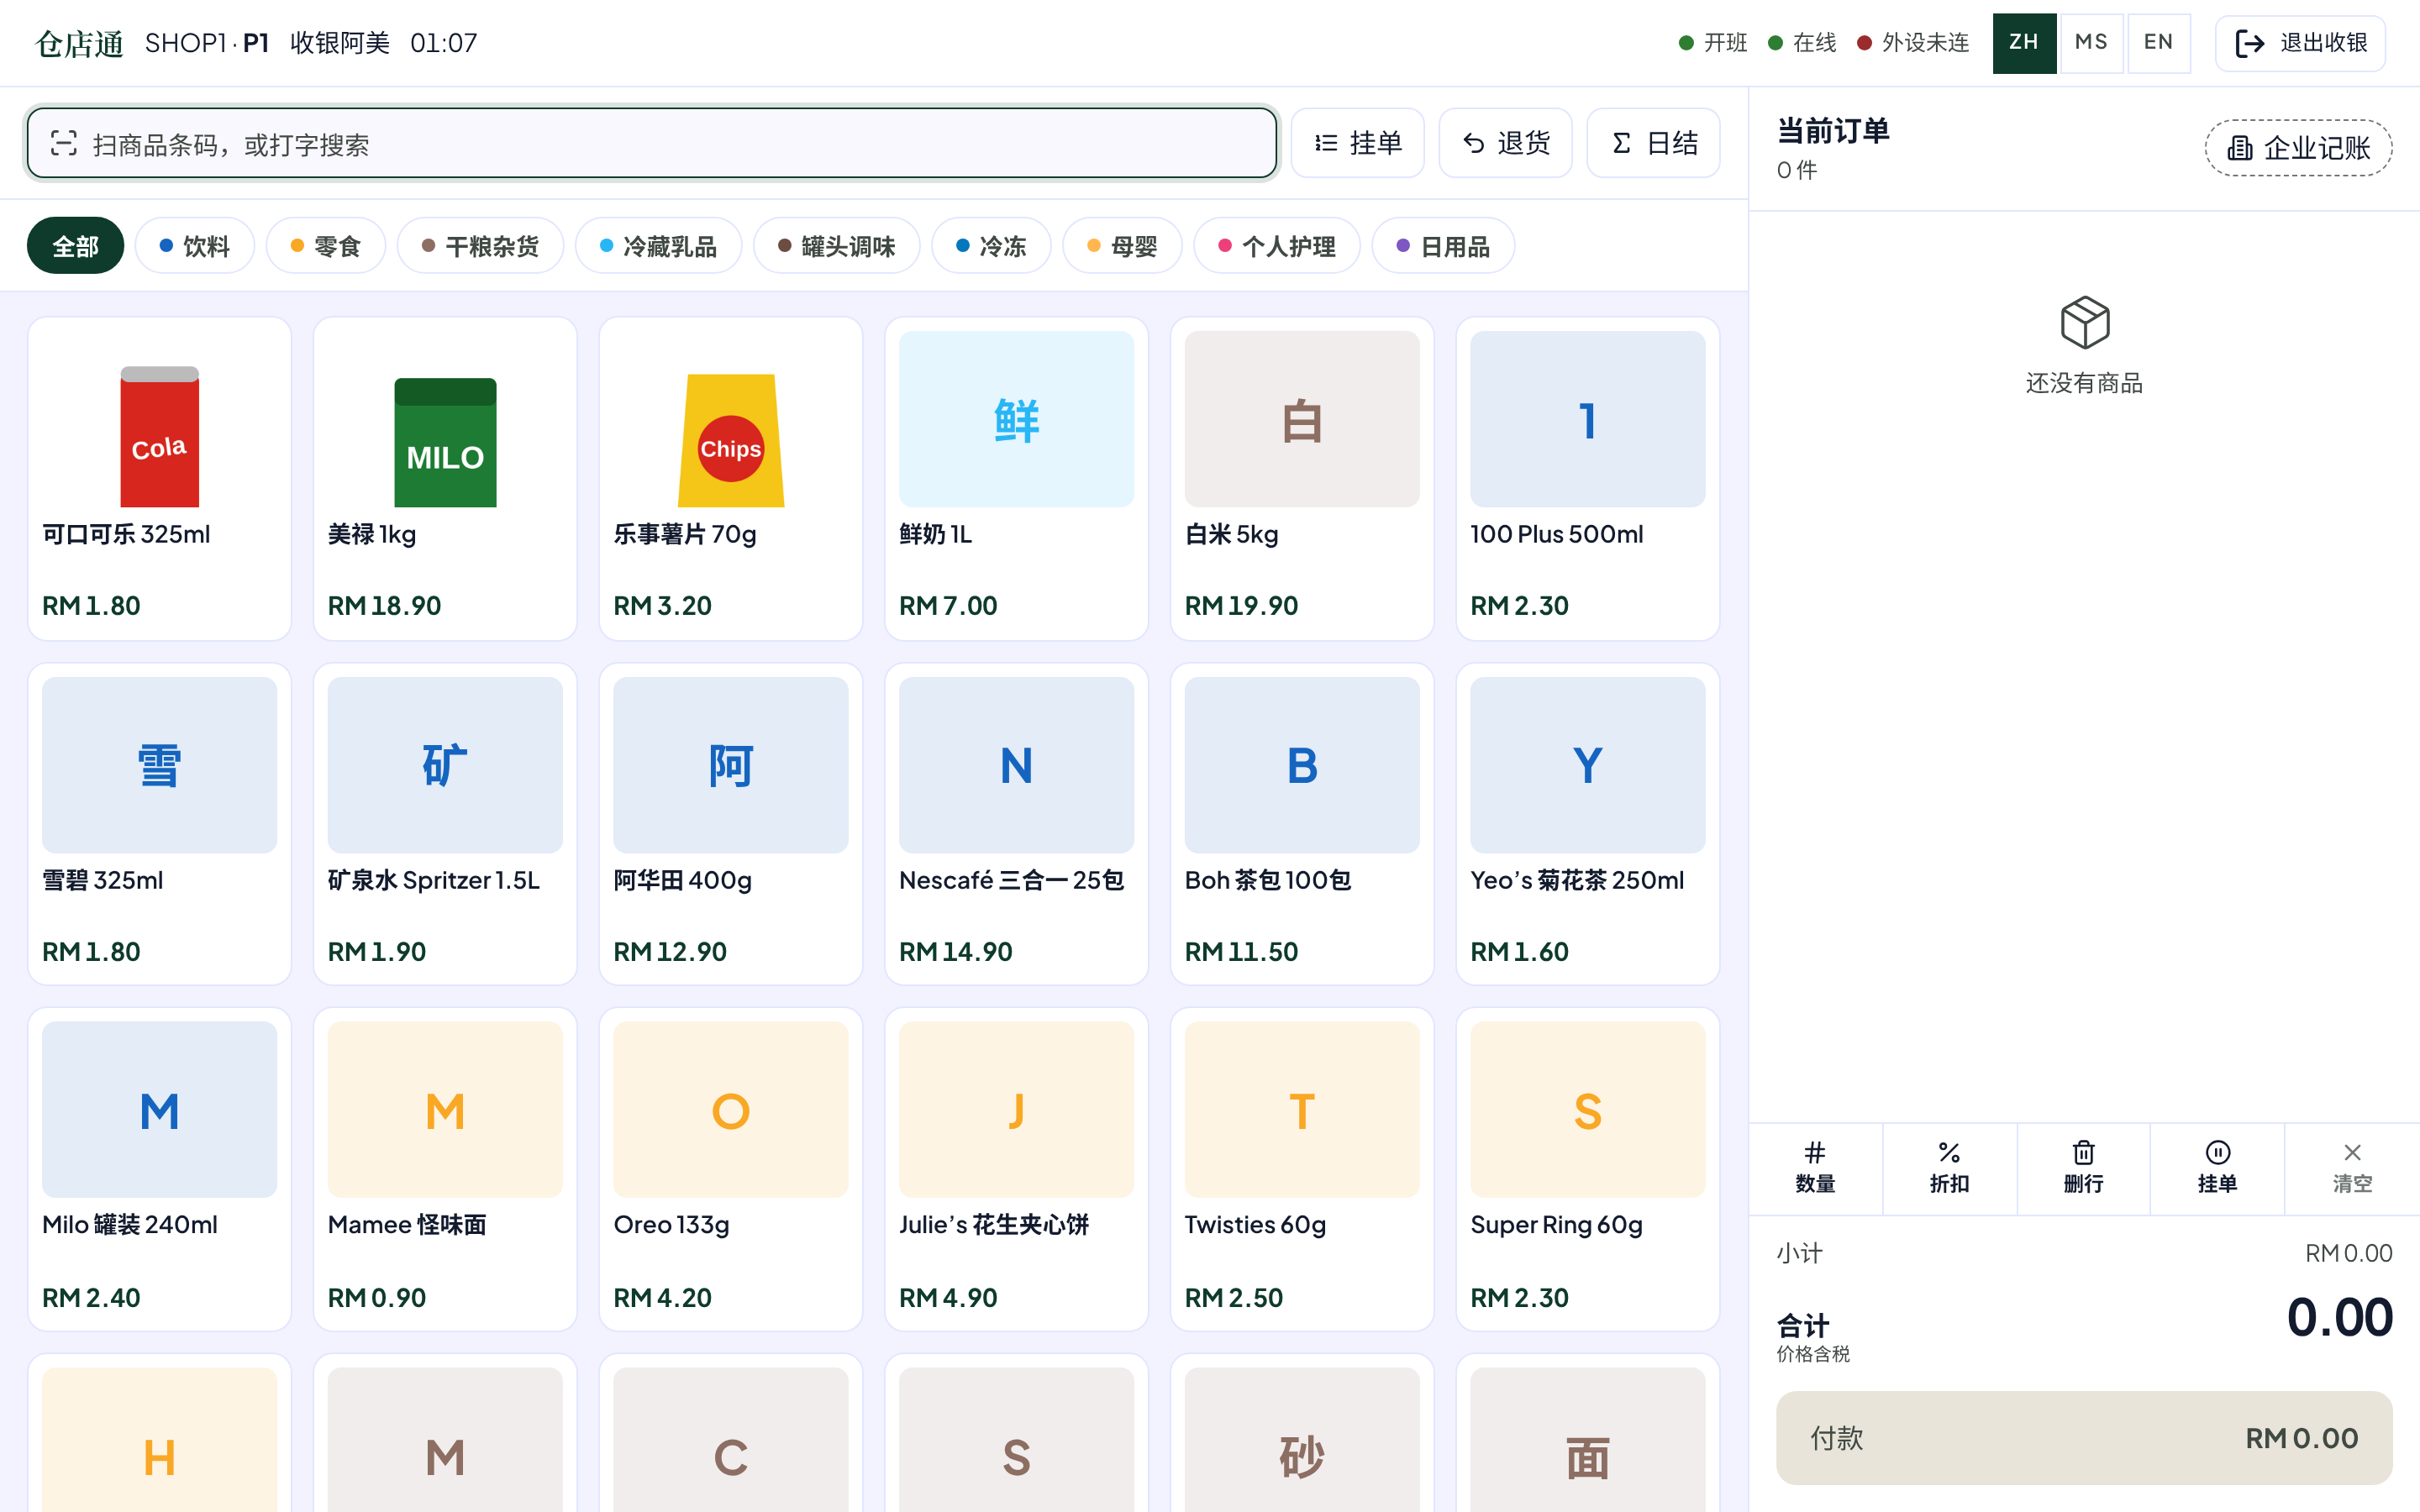 仓店通 SHOP1 · P1 收银阿美 01:07
开班 在线 外设未连 ZH MS EN 退出收银
扫商品条码，或打字搜索
挂单 退货 日结
全部 饮料 零食 干粮杂货 冷藏乳品 罐头调味 冷冻 母婴 个人护理 日用品
Cola MILO Chips 鲜 白 1
可口可乐 325ml 美禄 1kg 乐事薯片 70g 鲜奶 1L 白米 5kg 100 Plus 500ml
RM 1.80 RM 18.90 RM 3.20 RM 7.00 RM 19.90 RM 2.30
雪 矿 阿 N B Y
雪碧 325ml 矿泉水 Spritzer 1.5L 阿华田 400g Nescafé 三合一 25包 Boh 茶包 100包 Yeo’s 菊花茶 250ml
RM 1.80 RM 1.90 RM 12.90 RM 14.90 RM 11.50 RM 1.60
M M O J T S
Milo 罐装 240ml Mamee 怪味面 Oreo 133g Julie’s 花生夹心饼 Twisties 60g Super Ring 60g
RM 2.40 RM 0.90 RM 4.20 RM 4.90 RM 2.50 RM 2.30
H M C S 砂 面
当前订单
0 件
企业记账
还没有商品
数量 折扣 删行 挂单 清空
小计 RM 0.00
合计 0.00
价格含税
付款 RM 0.00